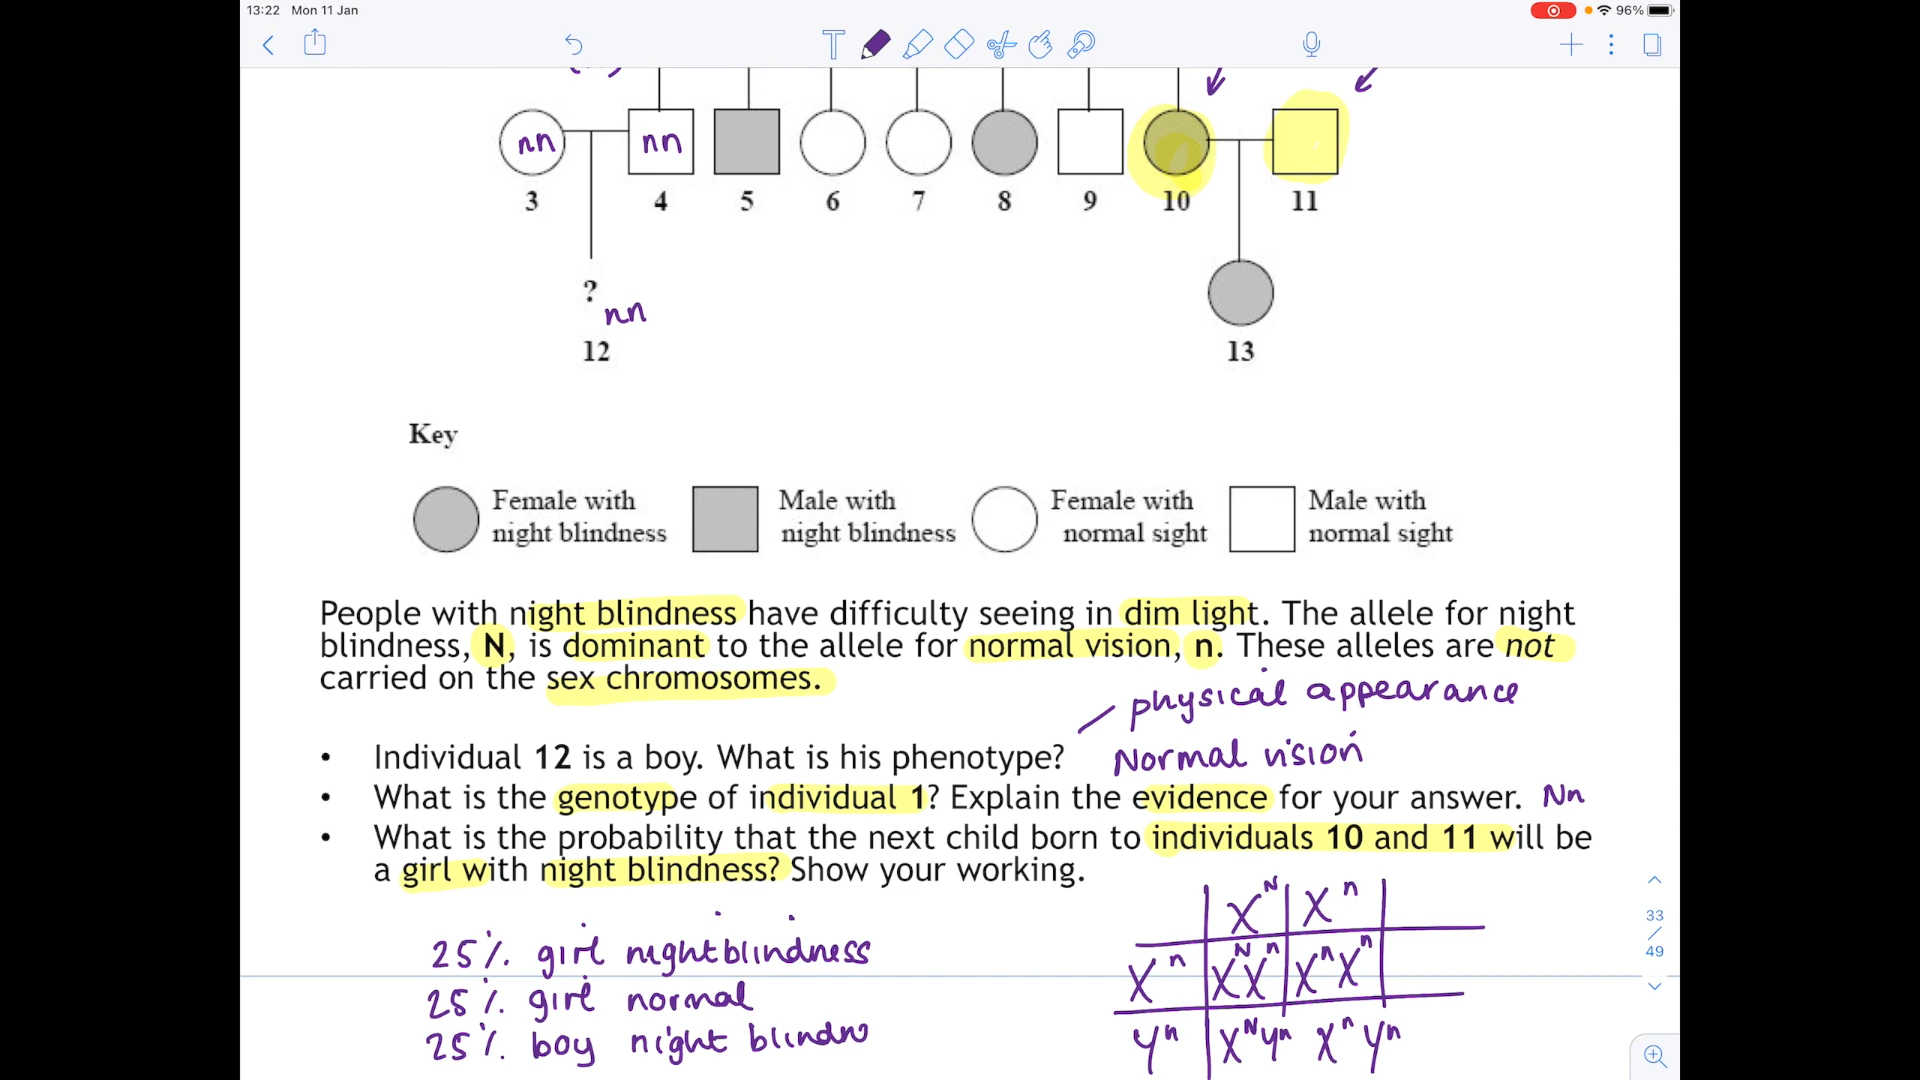 13:22 Mon 11 Jan
96%
T
nn nn
3 4 5 6 7 8 9 10 11
?
nn
12 13
Key
Female with night blindness
Male with night blindness
Female with normal sight
Male with normal sight
People with night blindness have difficulty seeing in dim light. The allele for night
blindness, N, is dominant to the allele for normal vision, n. These alleles are not
carried on the sex chromosomes.
physical appearance
• Individual 12 is a boy. What is his phenotype? Normal vision
• What is the genotype of individual 1? Explain the evidence for your answer. Nn
• What is the probability that the next child born to individuals 10 and 11 will be
a girl with night blindness? Show your working.
X^N X^n
25% girl nightblindness
X^n X^N X^n X^n X^n
25% girl normal
25% boy night blindn
Y^n X^N Y^n X^n Y^n
33
/
49